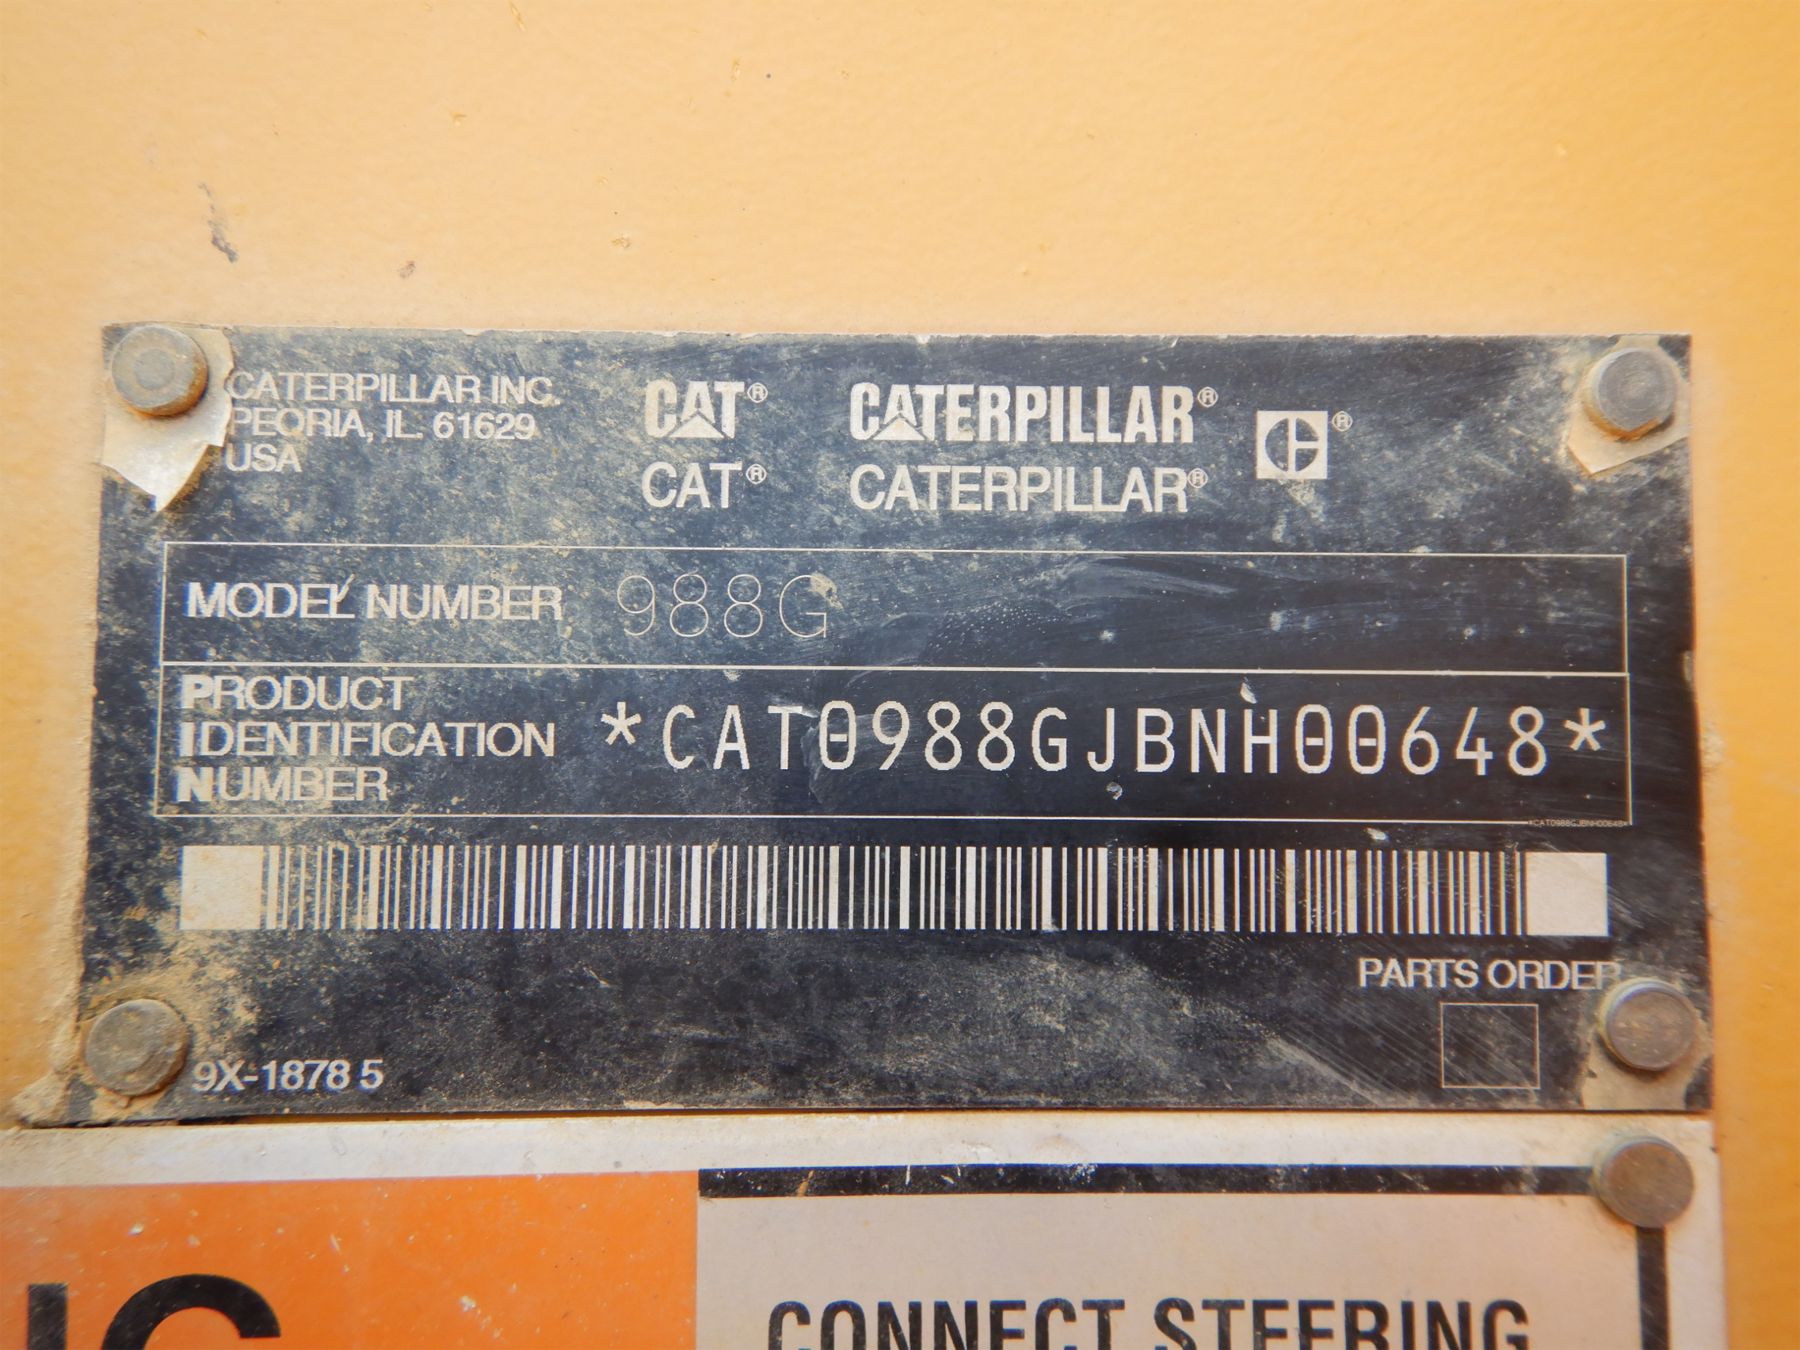 CATERPILLAR INC.
PEORIA, IL. 61629
USA
CAT® CATERPILLAR® ®
CAT® CATERPILLAR®
MODEL NUMBER 988G
PRODUCT
IDENTIFICATION
NUMBER
*CAT0988GJBNH00648*
*CAT0988GJBNH00648*
PARTS ORDER
9X-1878 5
CONNECT STEERING